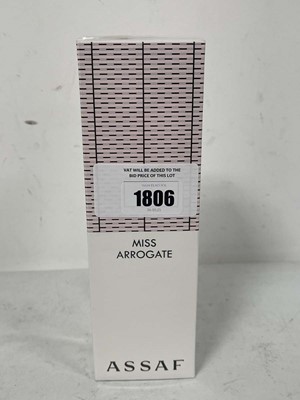 VAT WILL BE ADDED TO THE
BID PRICE OF THIS LOT
1806
MISS
ARROGATE
ASSAF